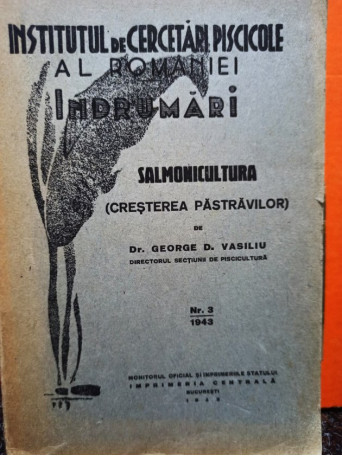 INSTITUTUL DE CERCETĂRI PISCICOLE
AL ROMÂNIEI
INDRUMĂRI
SALMONICULTURA
(CREȘTEREA PĂSTRĂVILOR)
DE
Dr. GEORGE D. VASILIU
DIRECTORUL SECȚIUNII DE PISCICULTURĂ
Nr. 3
1943
MONITORUL OFICIAL ȘI IMPRIMERIILE STATULUI
IMPRIMERIA CENTRALĂ
BUCUREȘTI